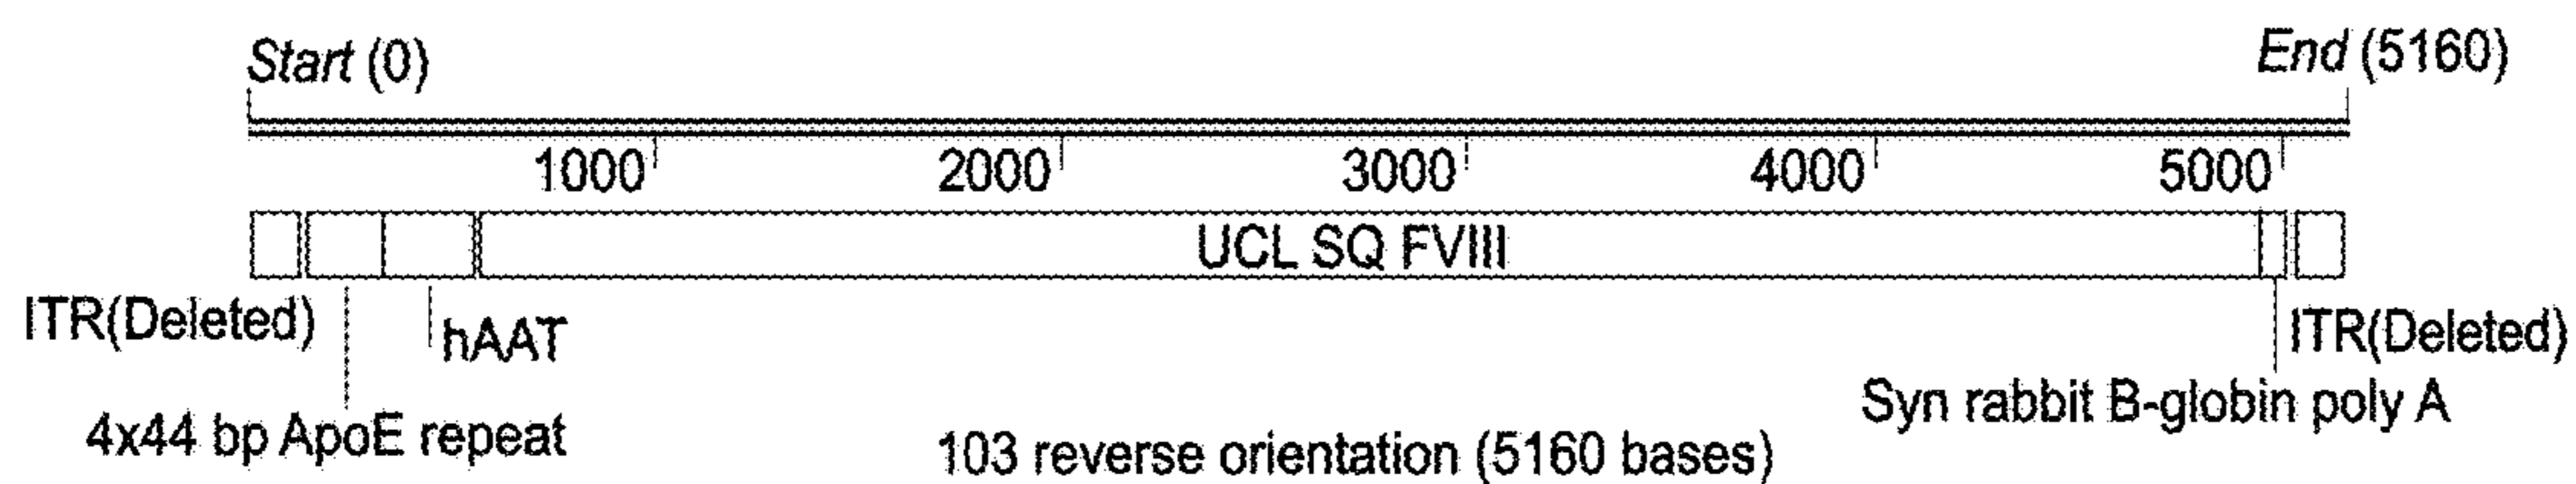 Start (0)
End (5160)
1000
2000
3000
4000
5000
UCL SQ FVIII
ITR(Deleted)
hAAT
ITR(Deleted)
4x44 bp ApoE repeat
Syn rabbit B-globin poly A
103 reverse orientation (5160 bases)